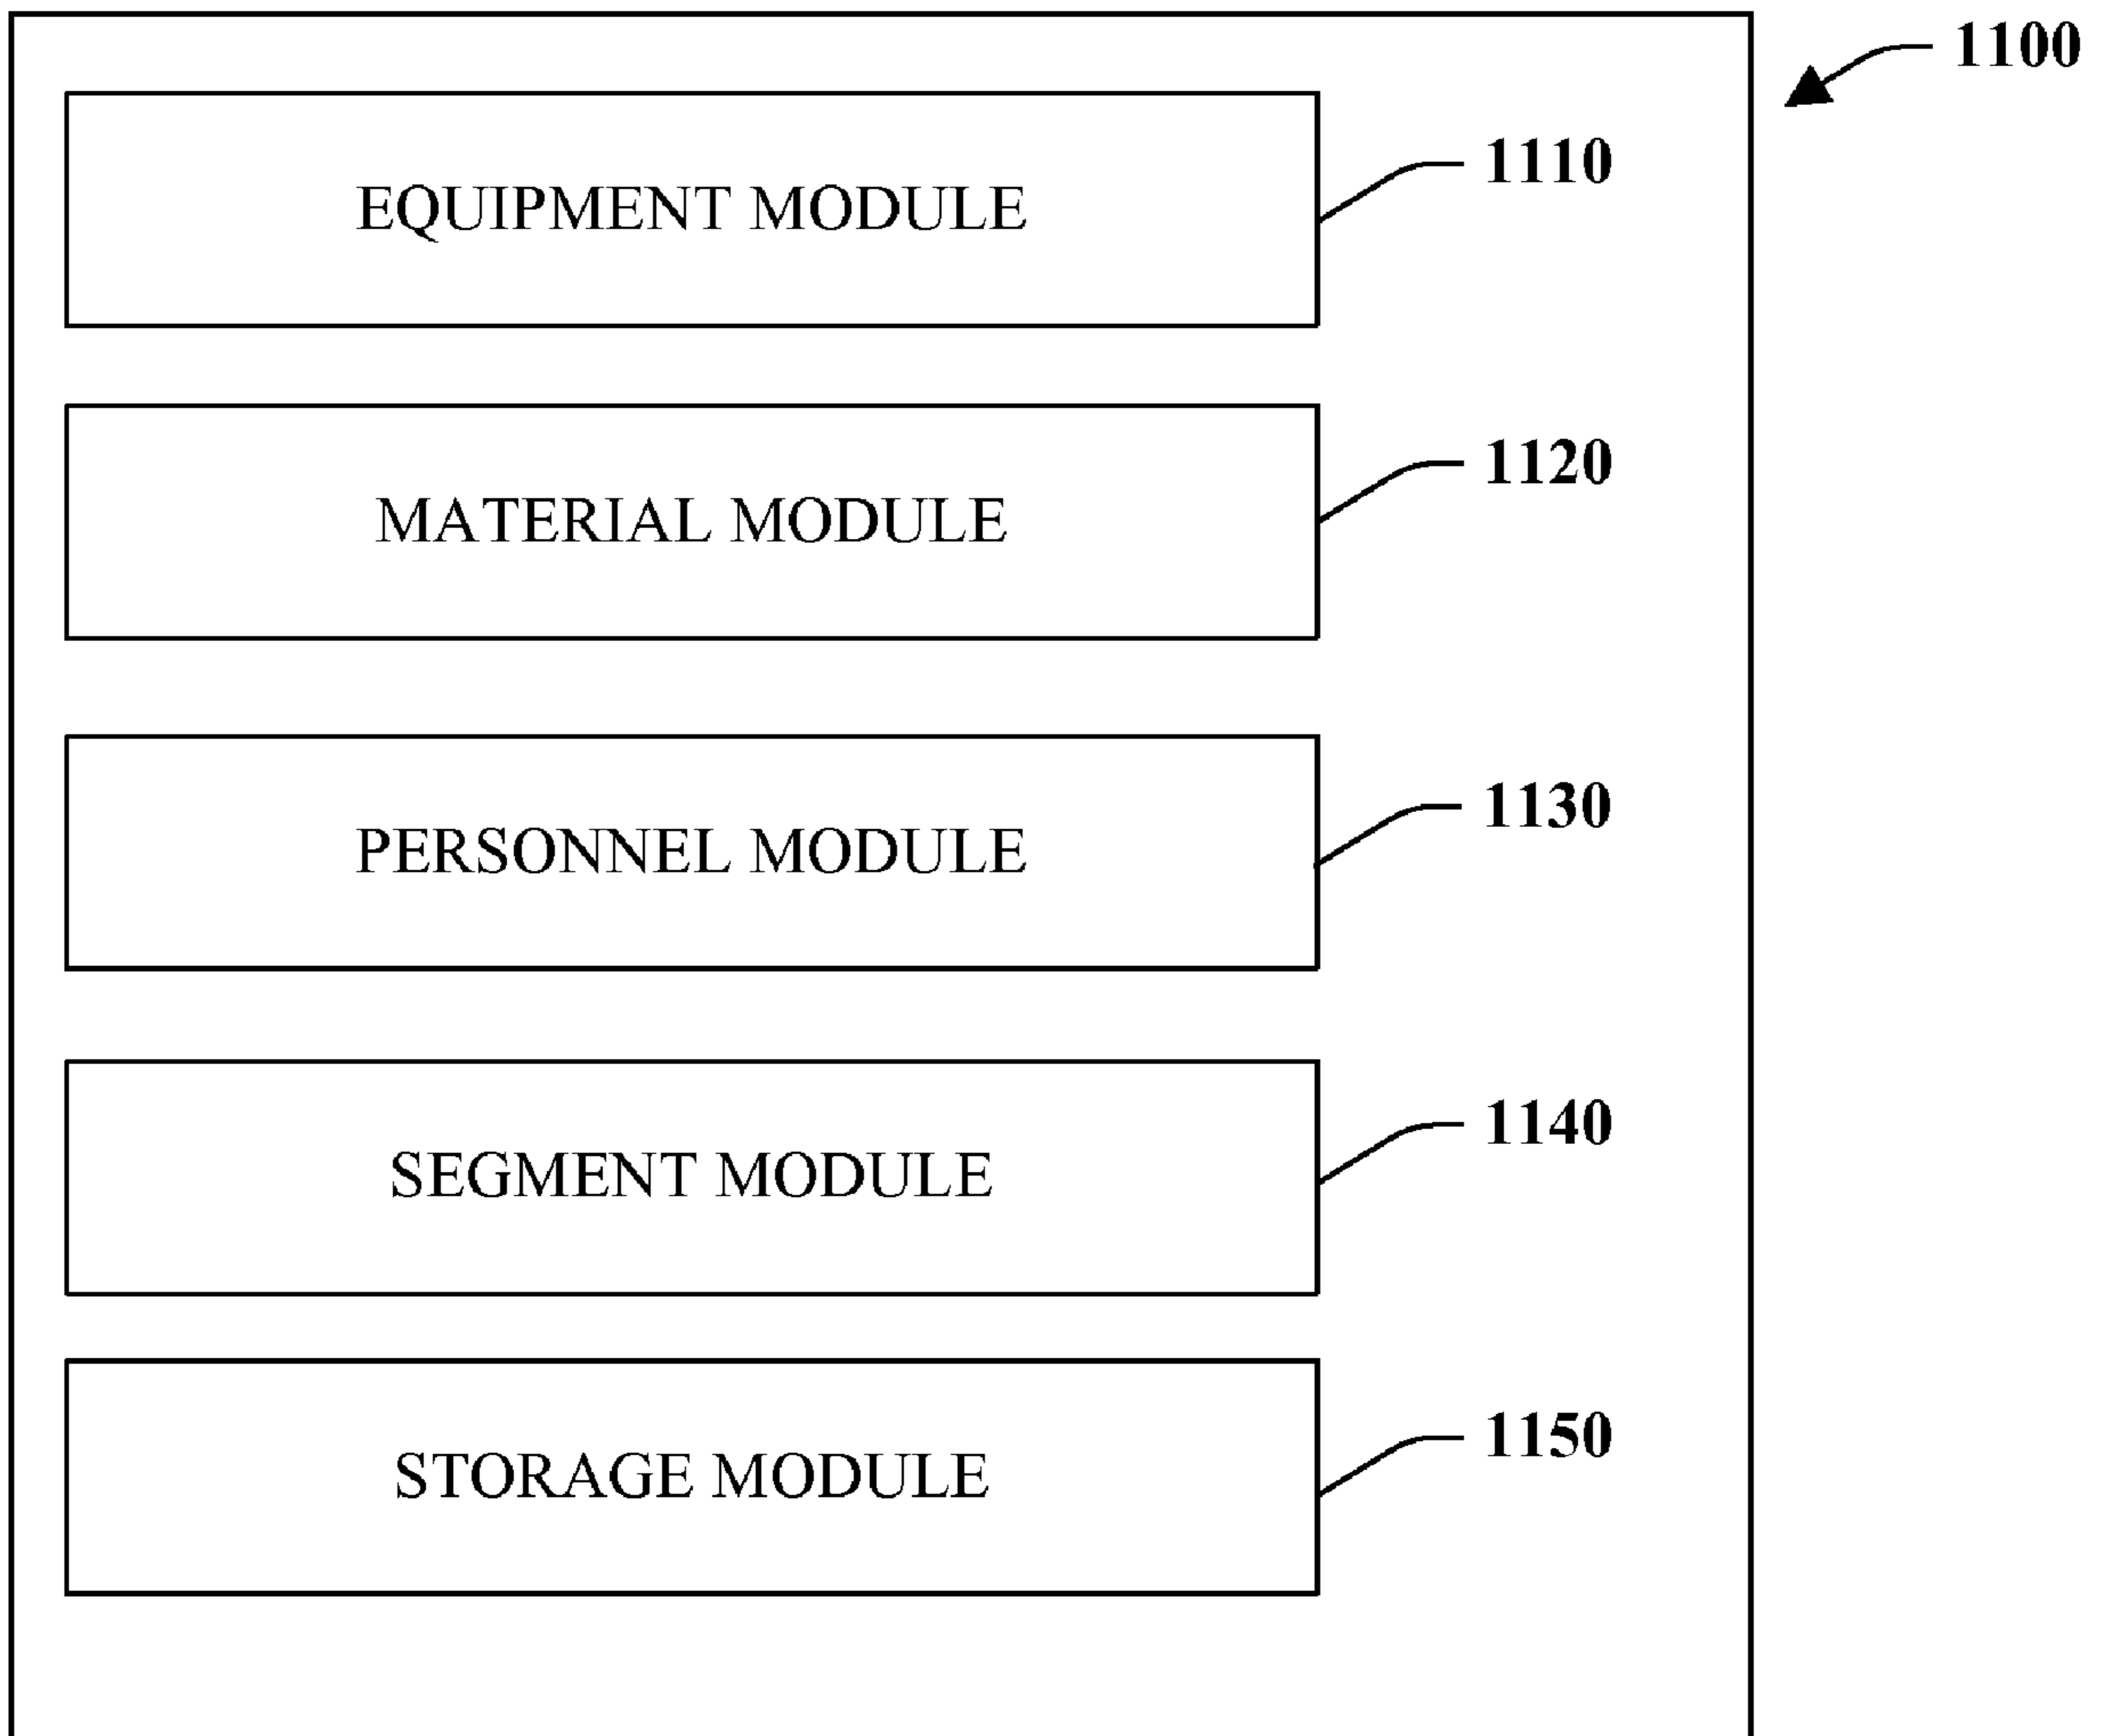 1100
EQUIPMENT MODULE
1110
MATERIAL MODULE
1120
PERSONNEL MODULE
1130
SEGMENT MODULE
1140
STORAGE MODULE
1150